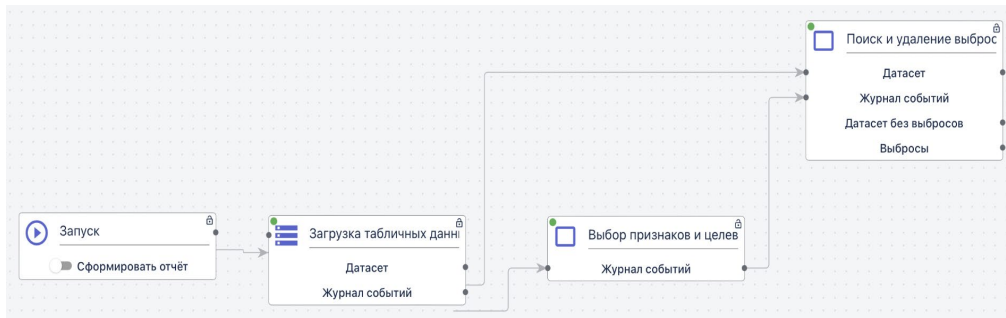 Поиск и удаление выброс
Датасет
Журнал событий
Датасет без выбросов
Выбросы
Запуск
Сформировать отчёт
Загрузка табличных данн
Датасет
Журнал событий
Выбор признаков и целев
Журнал событий